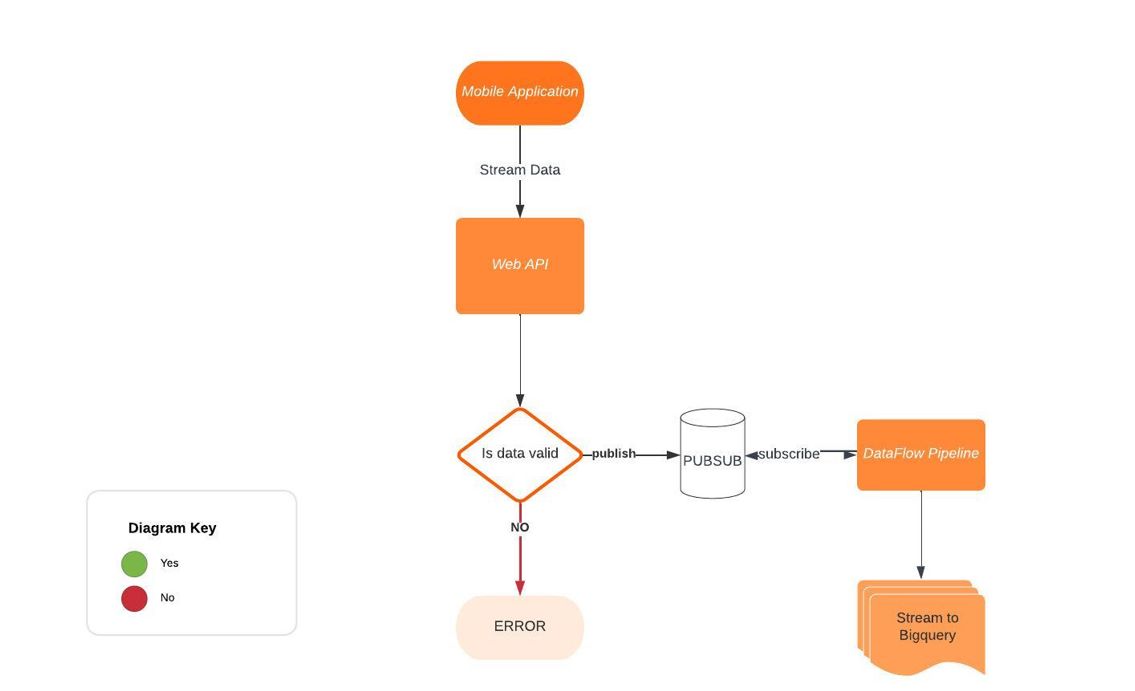 Mobile Application
Stream Data
Web API
Is data valid
publish
PUBSUB
subscribe
DataFlow Pipeline
NO
ERROR
Stream to
Bigquery
Diagram Key
Yes
No